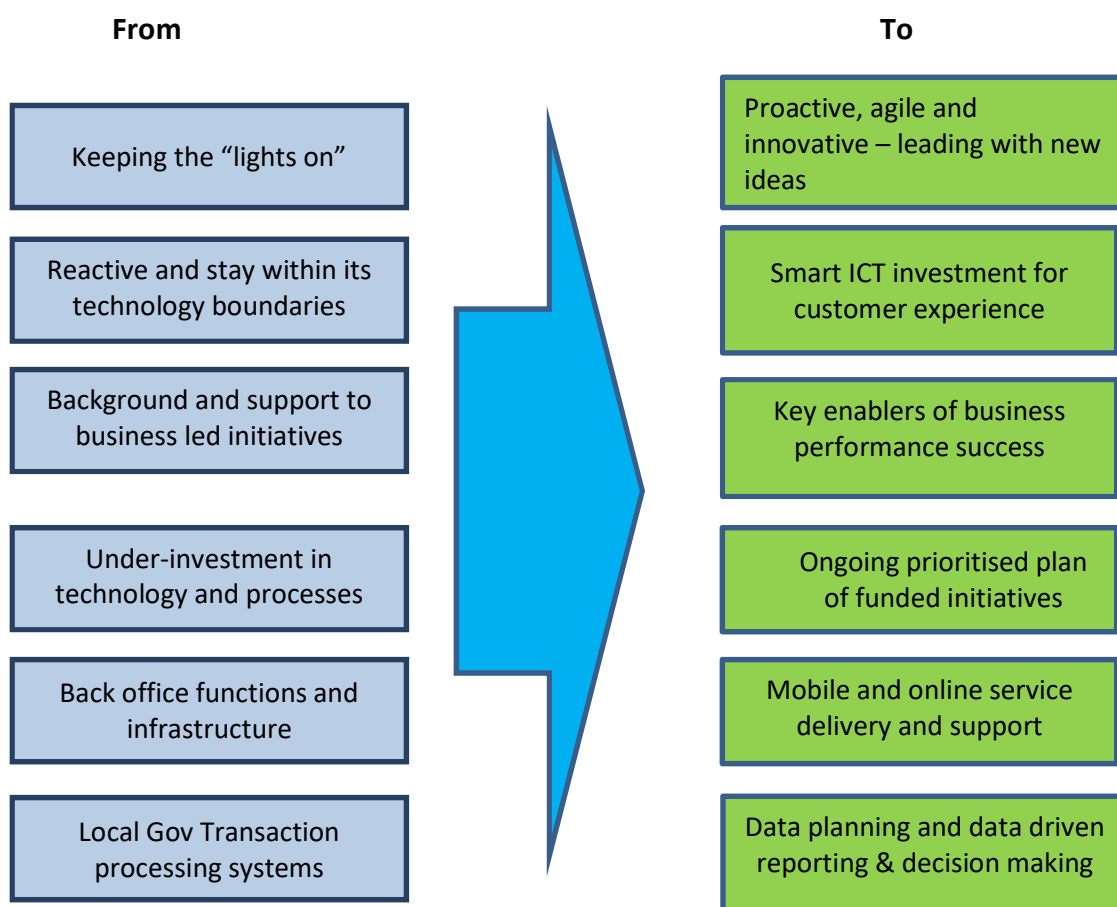 From
To
Keeping the “lights on”
Proactive, agile and
innovative – leading with new
ideas
Reactive and stay within its
technology boundaries
Smart ICT investment for
customer experience
Background and support to
business led initiatives
Key enablers of business
performance success
Under-investment in
technology and processes
Ongoing prioritised plan
of funded initiatives
Back office functions and
infrastructure
Mobile and online service
delivery and support
Local Gov Transaction
processing systems
Data planning and data driven
reporting & decision making